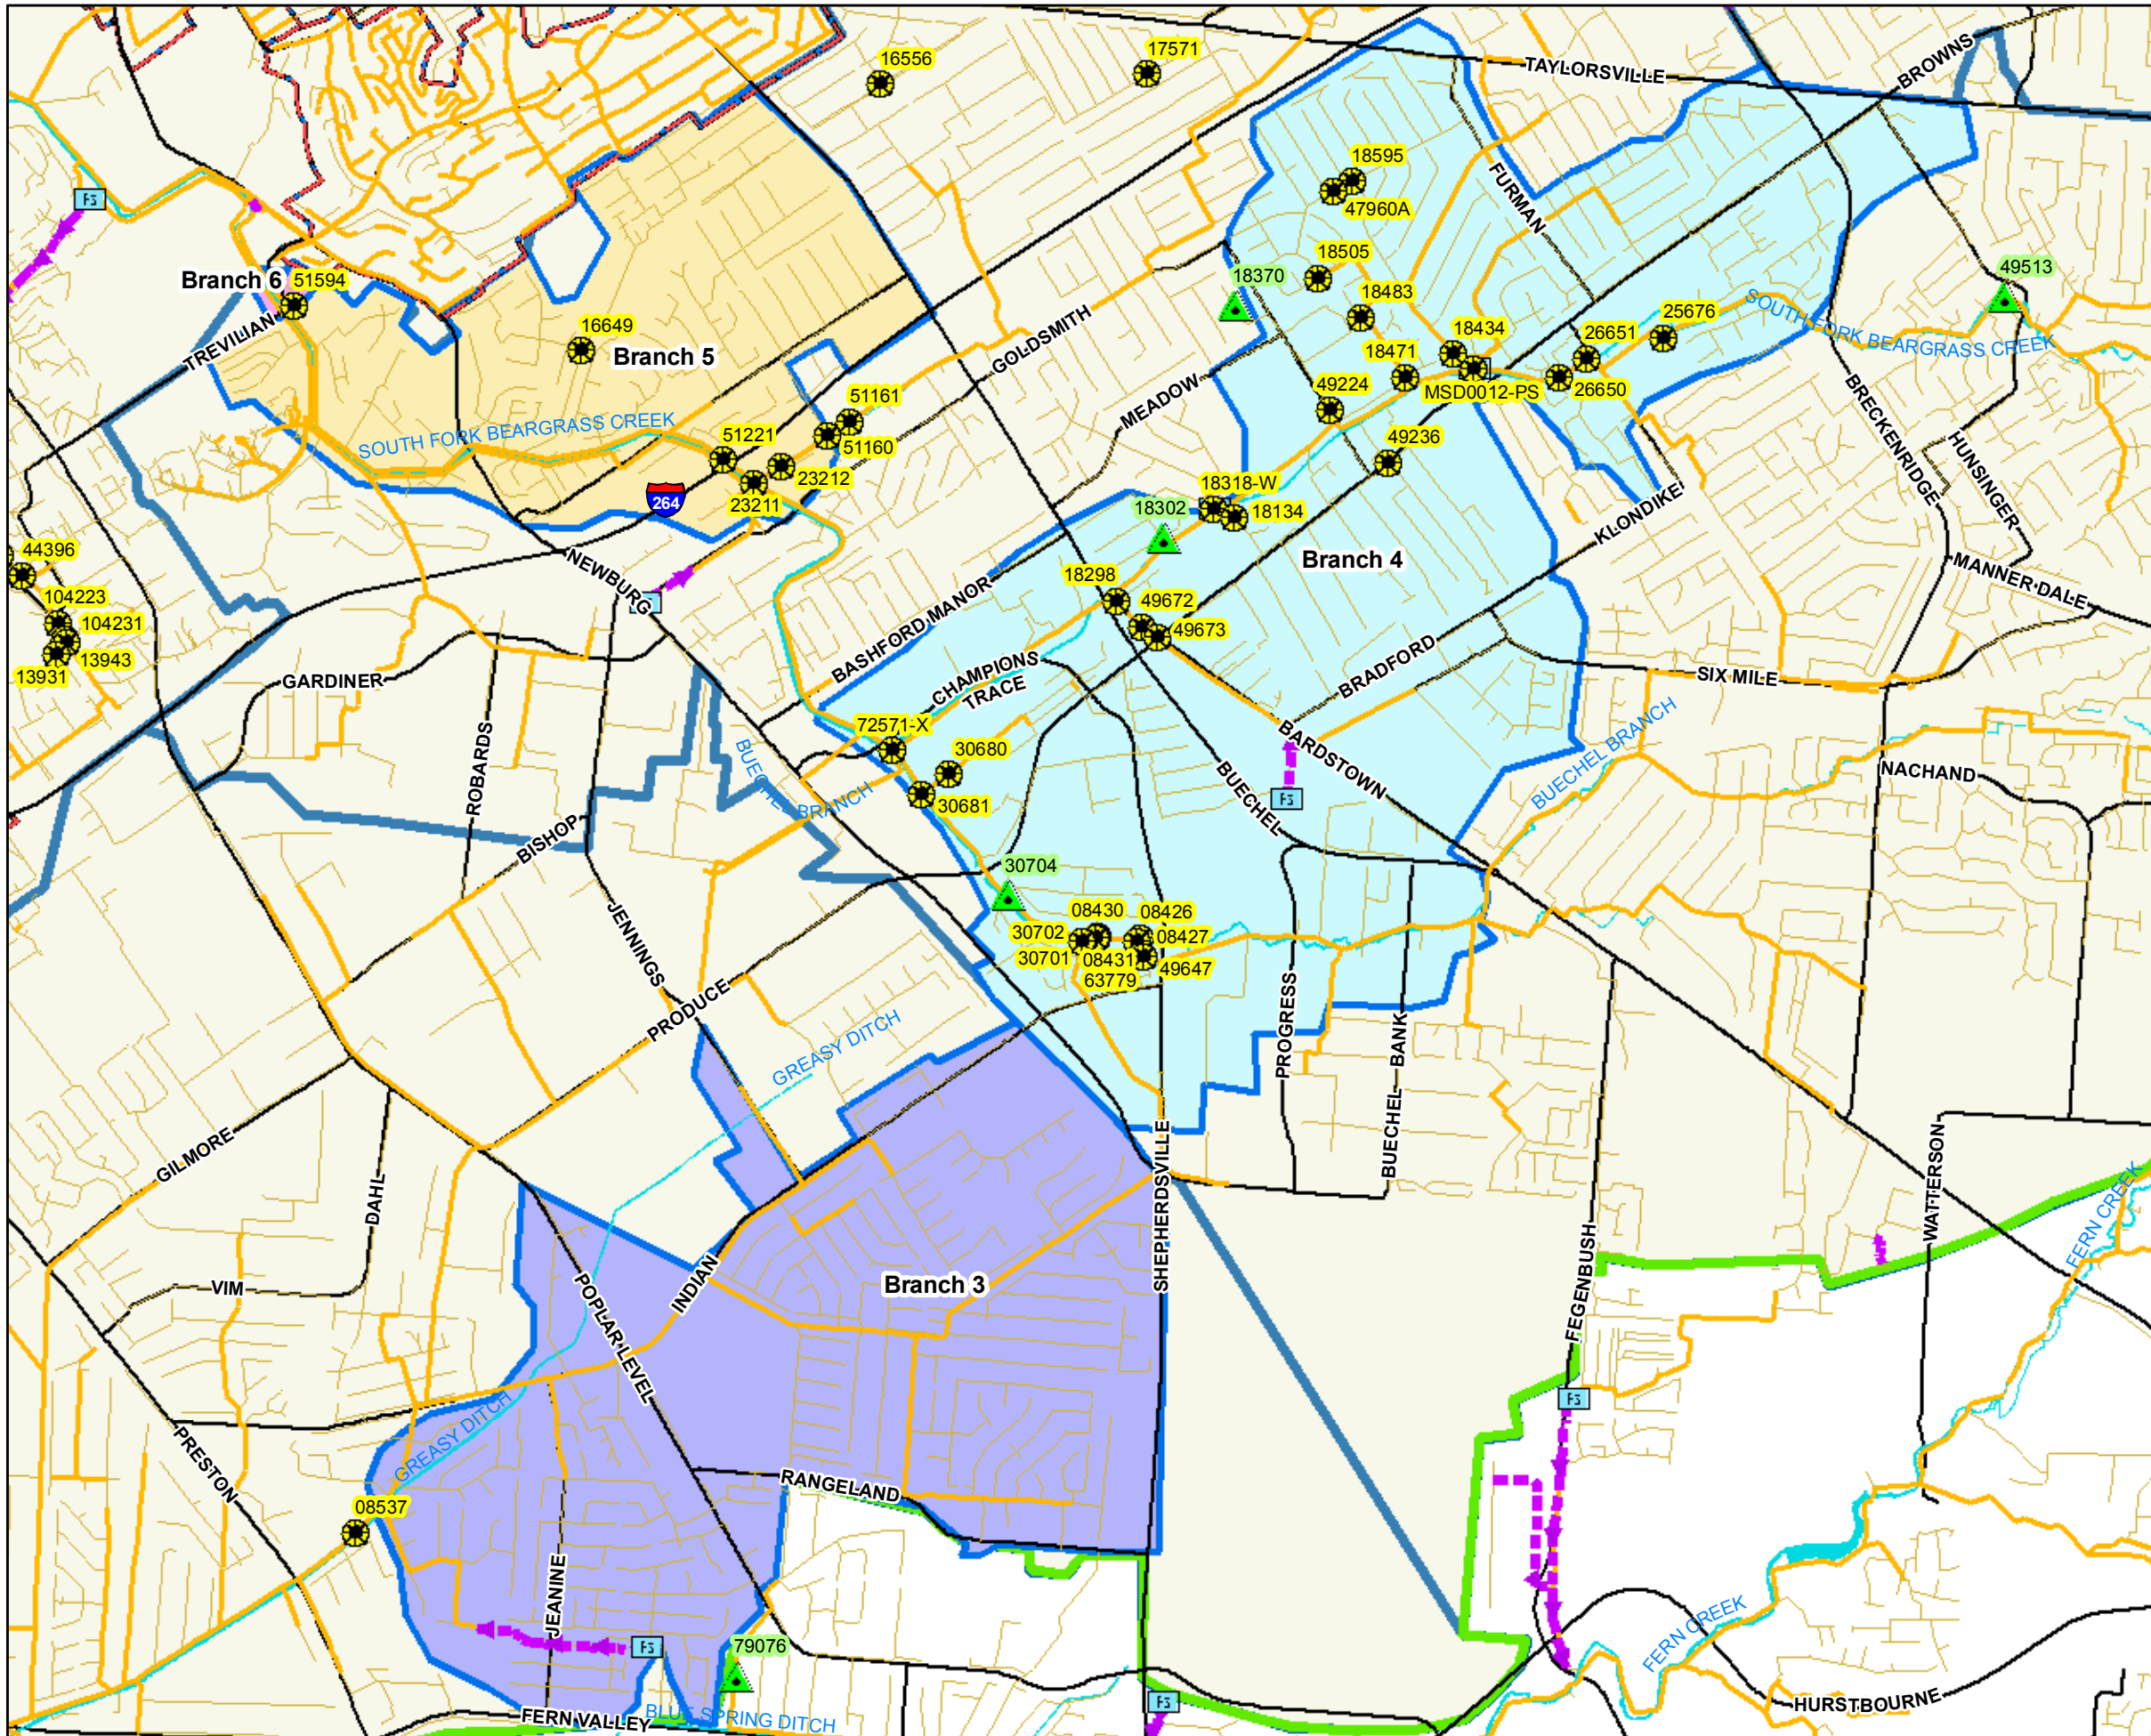 16556
17571
TAYLORSVILLE
BROWNS
18595
47960A
FURMAN
Branch 6
51594
18505
18370
49513
18483
SOUTH FORK BEARGRASS CREEK
TREVILIAN
16649
Branch 5
GOLDSMITH
18434
26651
25676
18471
MSD0012-PS
26650
MEADOW
49224
51161
SOUTH FORK BEARGRASS CREEK
51221
51160
49236
BRECKENRIDGE
HUNSINGER
23212
23211
264
18318-W
18302
18134
KLONDIKE
44396
NEWBURG
Branch 4
MANNER DALE
104223
104231
13943
13931
18298
49672
49673
BASHFORD MANOR
CHAMPIONS
TRACE
BRADFORD
SIX MILE
GARDINER
72571-X
30680
30681
BARDSTOWN
BUECHEL BRANCH
BUECHEL BRANCH
ROBARDS
BUECHEL
NACHAND
BISHOP
30704
JENNINGS
08430
08426
30702
08427
30701
08431
49647
63779
PRODUCE
PROGRESS
BUECHEL BANK
GREASY DITCH
GILMORE
DAHL
SHEPHERDSVILLE
WATTERSON
FERN CREEK
VIM
POPLAR LEVEL
INDIAN
Branch 3
FEGENBUSH
GREASY DITCH
PRESTON
RANGELAND
08537
JEANINE
79076
FERN CREEK
BLUE SPRING DITCH
FERN VALLEY
HURSTBOURNE